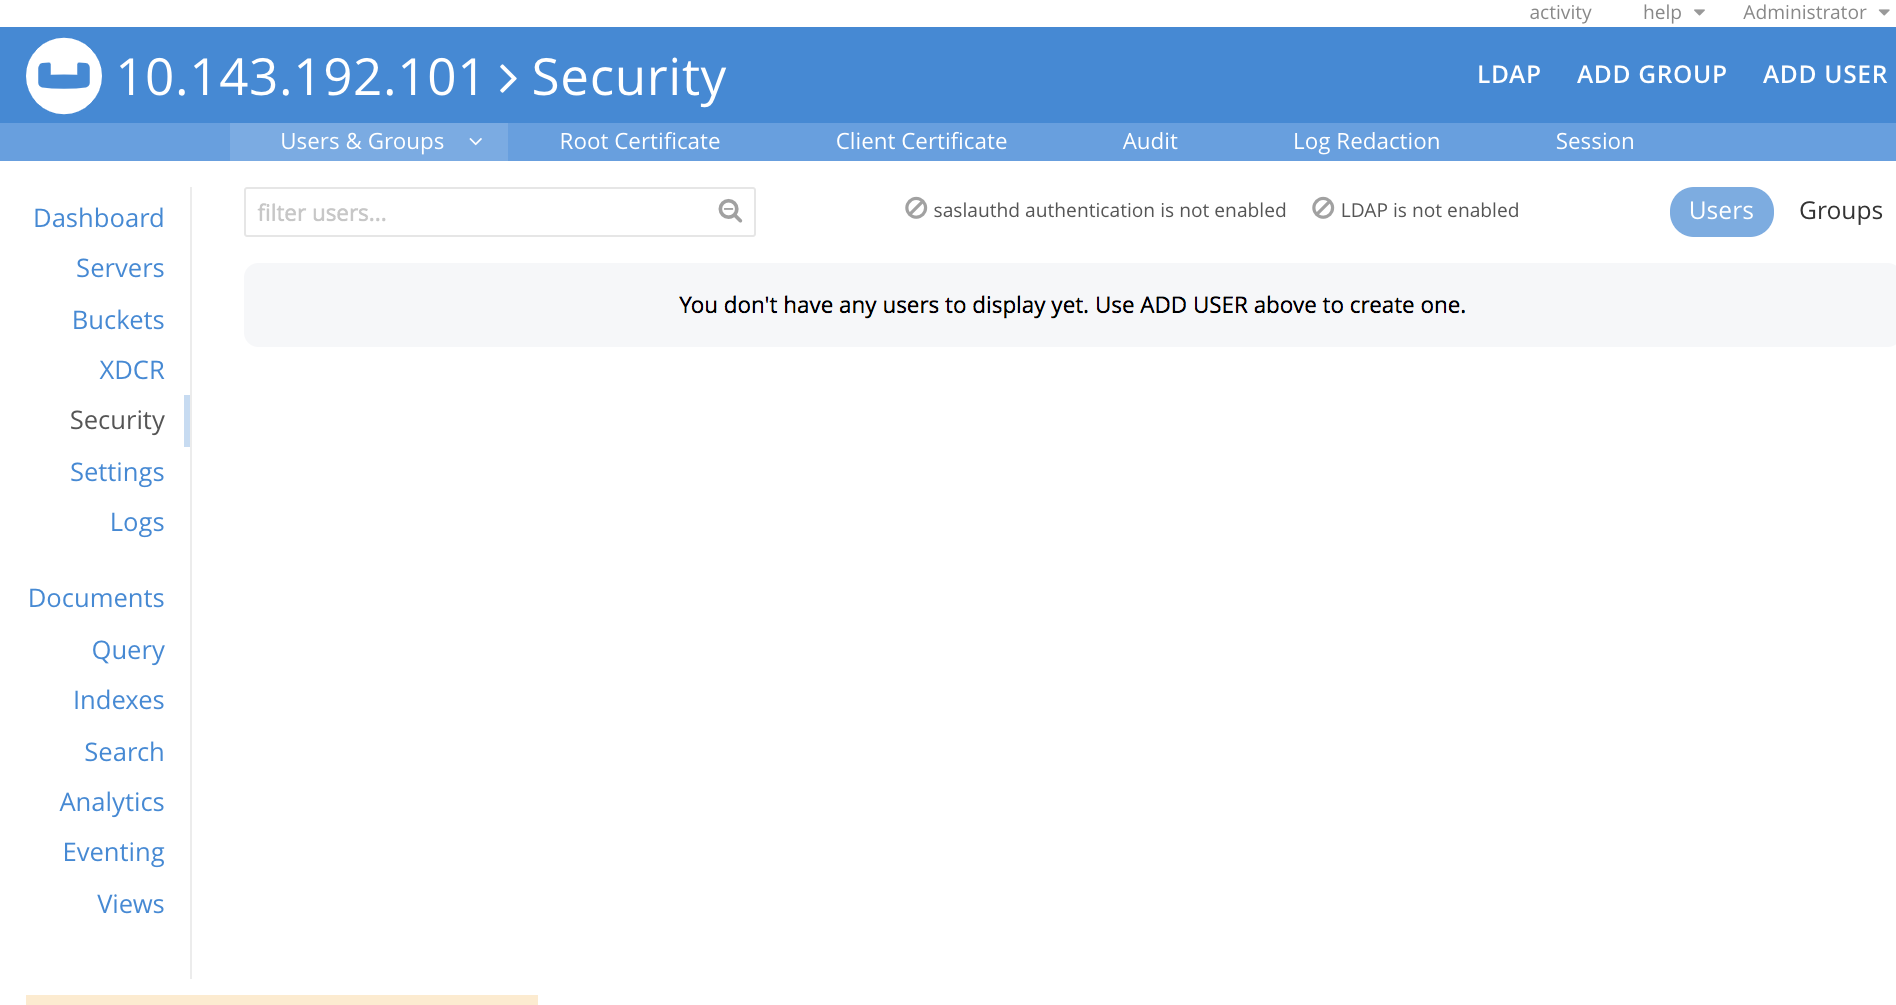 activity help Administrator
10.143.192.101 > Security LDAP ADD GROUP ADD USER
Users & Groups Root Certificate Client Certificate Audit Log Redaction Session
filter users... saslauthd authentication is not enabled LDAP is not enabled Users Groups
You don't have any users to display yet. Use ADD USER above to create one.
Dashboard
Servers
Buckets
XDCR
Security
Settings
Logs
Documents
Query
Indexes
Search
Analytics
Eventing
Views